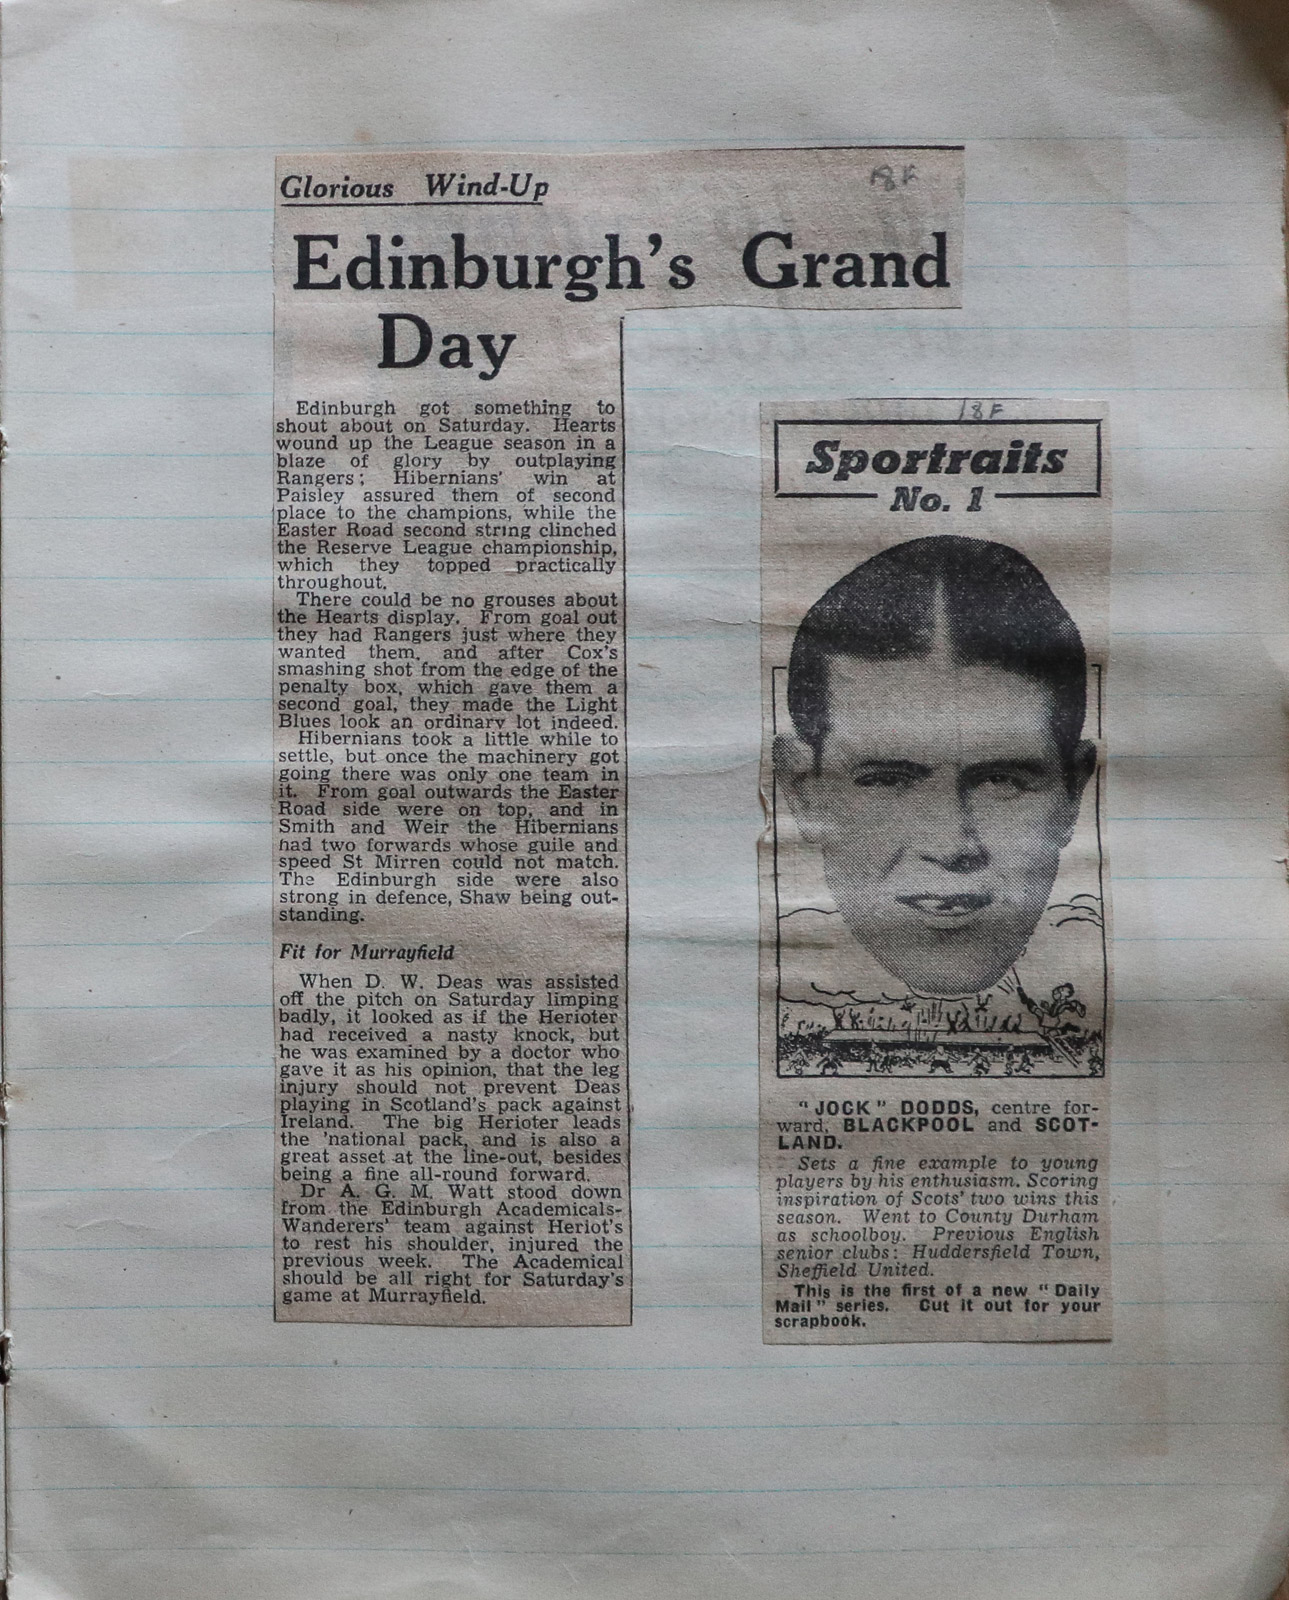 18F
Glorious Wind-Up
Edinburgh's Grand
Day
Edinburgh got something to
shout about on Saturday. Hearts
wound up the League season in a
blaze of glory by outplaying
Rangers; Hibernians' win at
Paisley assured them of second
place to the champions, while the
Easter Road second string clinched
the Reserve League championship,
which they topped practically
throughout.
There could be no grouses about
the Hearts display. From goal out
they had Rangers just where they
wanted them, and after Cox's
smashing shot from the edge of the
penalty box, which gave them a
second goal, they made the Light
Blues look an ordinary lot indeed.
Hibernians took a little while to
settle, but once the machinery got
going there was only one team in
it. From goal outwards the Easter
Road side were on top, and in
Smith and Weir the Hibernians
had two forwards whose guile and
speed St Mirren could not match.
The Edinburgh side were also
strong in defence, Shaw being out-
standing.
Fit for Murrayfield
When D. W. Deas was assisted
off the pitch on Saturday limping
badly, it looked as if the Herioter
had received a nasty knock, but
he was examined by a doctor who
gave it as his opinion, that the leg
injury should not prevent Deas
playing in Scotland's pack against
Ireland. The big Herioter leads
the 'national pack, and is also a
great asset at the line-out, besides
being a fine all-round forward.
Dr A. G. M. Watt stood down
from the Edinburgh Academicals-
Wanderers' team against Heriot's
to rest his shoulder, injured the
previous week. The Academical
should be all right for Saturday's
game at Murrayfield.
18F
Sportraits
No. 1
"JOCK" DODDS, centre for-
ward, BLACKPOOL and SCOT-
LAND.
Sets a fine example to young
players by his enthusiasm. Scoring
inspiration of Scots' two wins this
season. Went to County Durham
as schoolboy. Previous English
senior clubs: Huddersfield Town,
Sheffield United.
This is the first of a new "Daily
Mail" series. Cut it out for your
scrapbook.